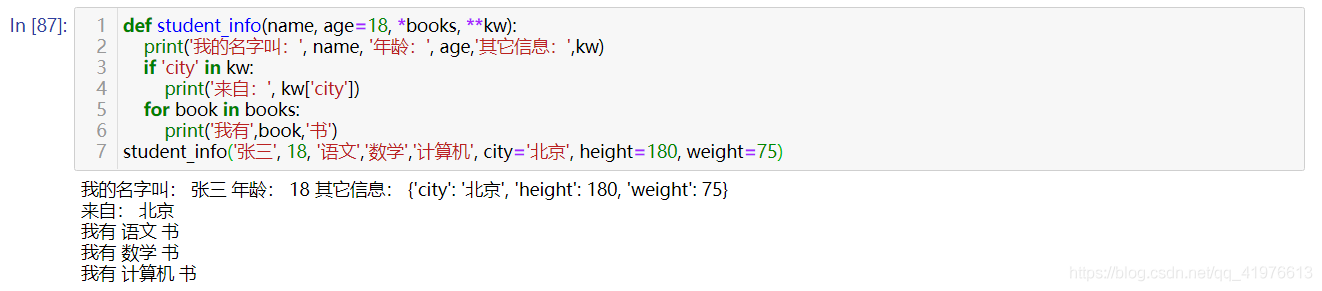 In [87]:
1 def student_info(name, age=18, *books, **kw):
2     print('我的名字叫：', name, '年龄：', age,'其它信息：',kw)
3     if 'city' in kw:
4         print('来自：', kw['city'])
5     for book in books:
6         print('我有',book,'书')
7 student_info('张三', 18, '语文','数学','计算机', city='北京', height=180, weight=75)
我的名字叫： 张三 年龄： 18 其它信息： {'city': '北京', 'height': 180, 'weight': 75}
来自： 北京
我有 语文 书
我有 数学 书
我有 计算机 书
https://blog.csdn.net/qq_41976613